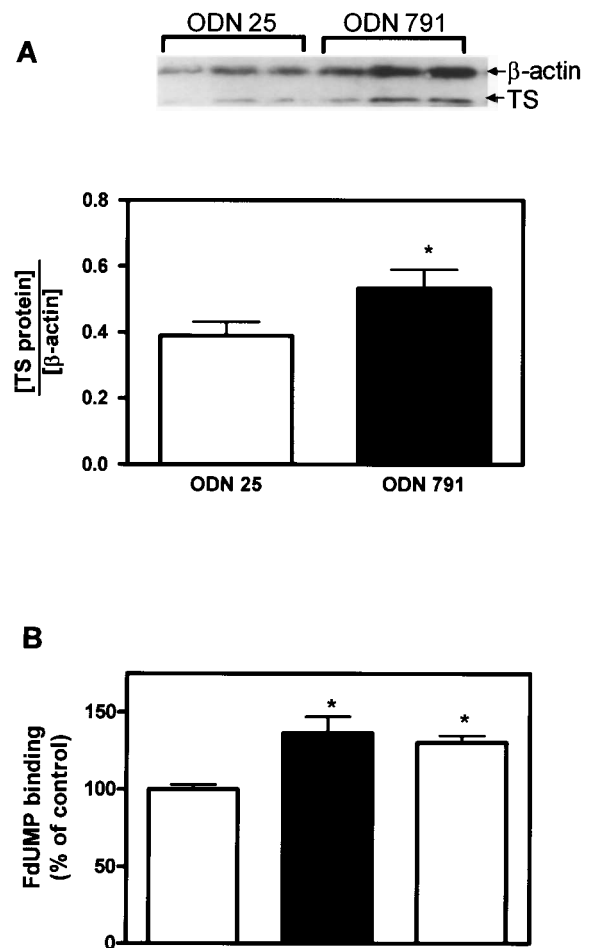 A
ODN 25 ODN 791
β-actin
TS
[TS protein]
[β-actin]
0.8
0.6
0.4
0.2
0.0
*
ODN 25 ODN 791
B
FdUMP binding
(% of control)
150
100
50
0
* *